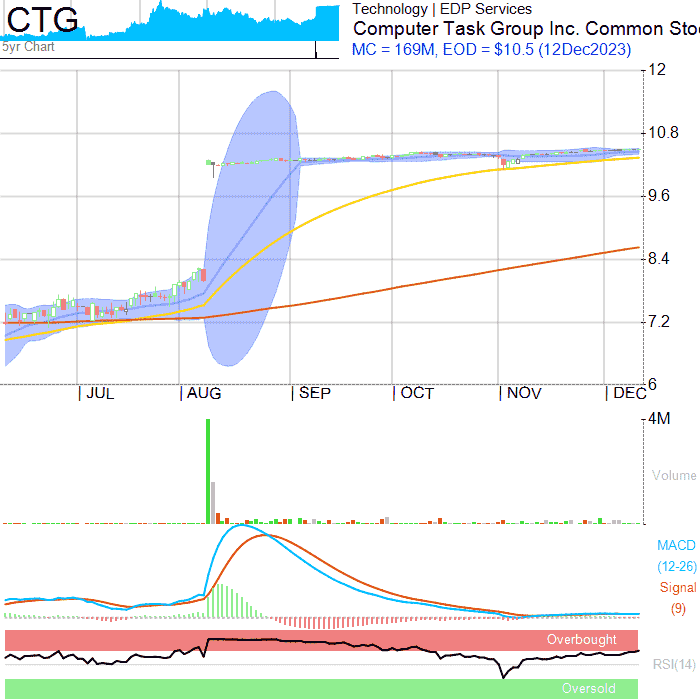 CTG
5yr Chart
Technology | EDP Services
Computer Task Group Inc. Common Sto
MC = 169M, EOD = $10.5 (12Dec2023)
12
10.8
9.6
8.4
7.2
6
JUL AUG SEP OCT NOV DEC
4M
Volume
MACD
(12-26)
Signal
(9)
Overbought
RSI(14)
Oversold